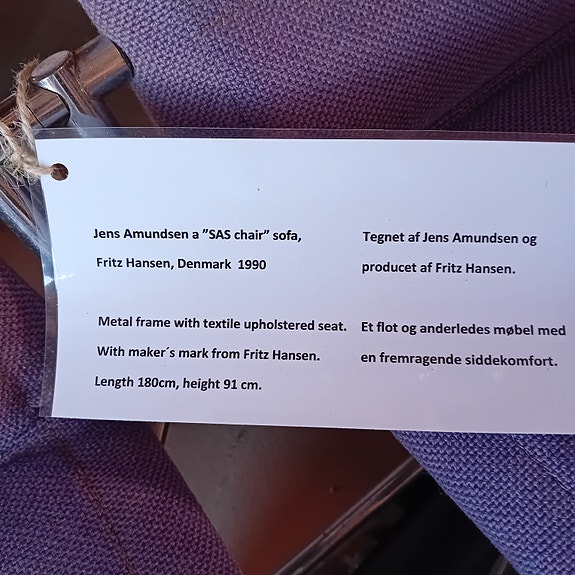 Jens Amundsen a ”SAS chair” sofa,
Fritz Hansen, Denmark 1990
Metal frame with textile upholstered seat.
With maker´s mark from Fritz Hansen.
Length 180cm, height 91 cm.
Tegnet af Jens Amundsen og
producet af Fritz Hansen.
Et flot og anderledes møbel med
en fremragende siddekomfort.